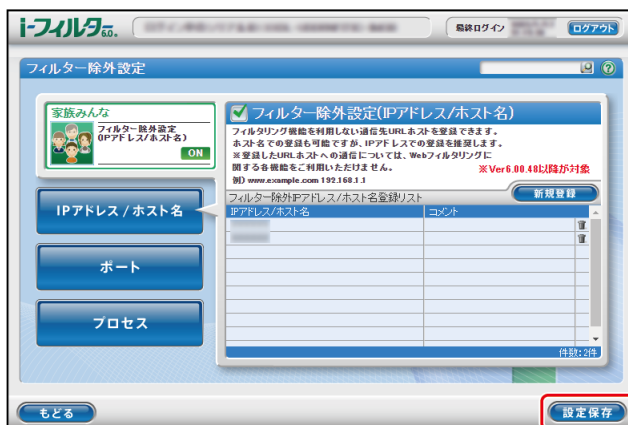 i-フィルター6.0.
最終ログイン
ログアウト
フィルター除外設定
家族みんな
フィルター除外設定
(IPアドレス/ホスト名)
ON
IPアドレス / ホスト名
ポート
プロセス
フィルター除外設定(IPアドレス/ホスト名)
フィルタリング機能を利用しない通信先URLホストを登録できます。
ホスト名での登録も可能ですが、IPアドレスでの登録を推奨します。
※登録したURLホストへの通信については、Webフィルタリングに
関する各機能をご利用いただけません。
※Ver6.00.48以降が対象
例) www.example.com 192.168.1.1
新規登録
フィルター除外IPアドレス/ホスト名登録リスト
IPアドレス/ホスト名 コメント
件数:2件
もどる
設定保存